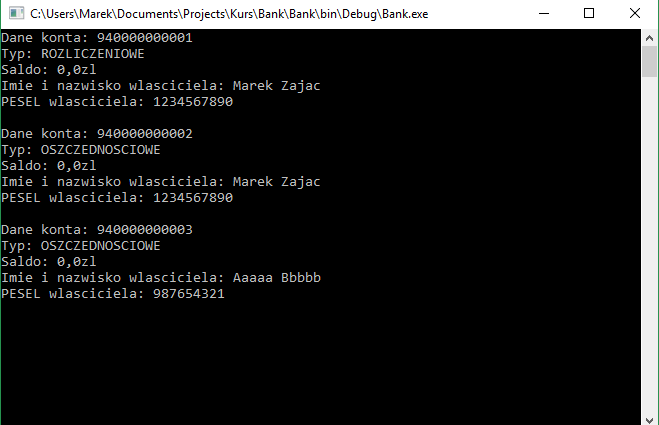 C:\Users\Marek\Documents\Projects\Kurs\Bank\Bank\bin\Debug\Bank.exe
Dane konta: 940000000001
Typ: ROZLICZENIOWE
Saldo: 0,0zl
Imie i nazwisko wlasciciela: Marek Zajac
PESEL wlasciciela: 1234567890

Dane konta: 940000000002
Typ: OSZCZEDNOSCIOWE
Saldo: 0,0zl
Imie i nazwisko wlasciciela: Marek Zajac
PESEL wlasciciela: 1234567890

Dane konta: 940000000003
Typ: OSZCZEDNOSCIOWE
Saldo: 0,0zl
Imie i nazwisko wlasciciela: Aaaaa Bbbbb
PESEL wlasciciela: 987654321